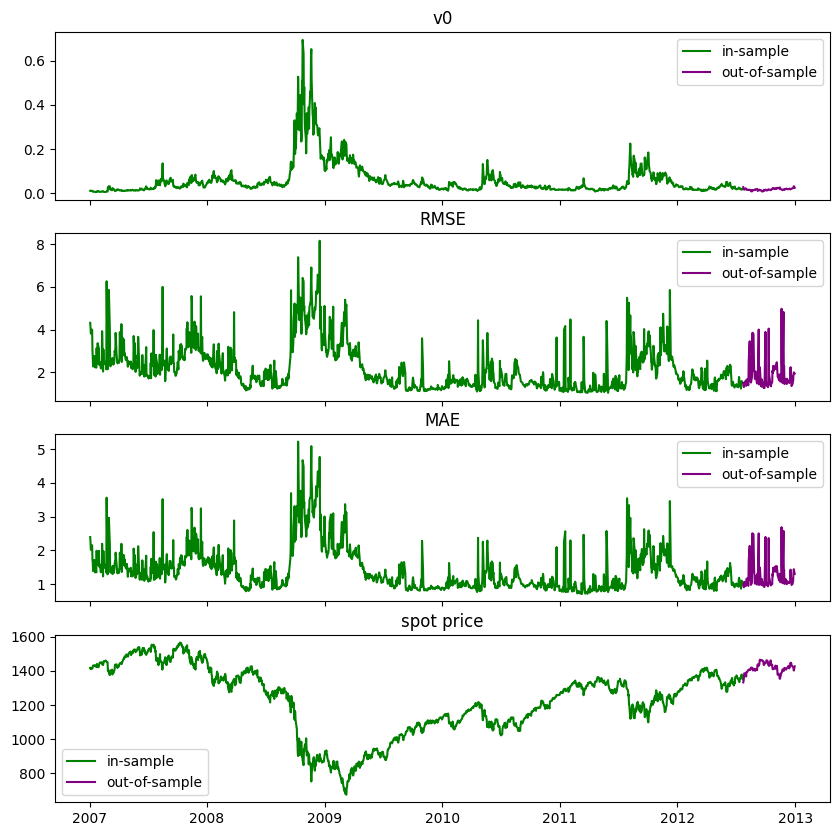 v0
0.6
0.4
0.2
0.0
in-sample
out-of-sample
RMSE
8
6
4
2
in-sample
out-of-sample
MAE
5
4
3
2
1
in-sample
out-of-sample
spot price
1600
1400
1200
1000
800
in-sample
out-of-sample
2007 2008 2009 2010 2011 2012 2013